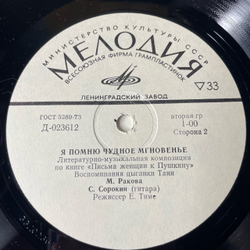 МИНИСТЕРСТВО КУЛЬТУРЫ СССР
МЕЛОДИЯ
ВСЕСОЮЗНАЯ ФИРМА ГРАМПЛАСТИНОК
ЛЕНИНГРАДСКИЙ ЗАВОД
33
ГОСТ 5289-73
Д-023612
вторая гр
1-00
Сторона 2
Я ПОМНЮ ЧУДНОЕ МГНОВЕНЬЕ
Литературно-музыкальная композиция
по книге «Письма женщин к Пушкину»
Воспоминания цыганки Тани
М. Ракова
С. Сорокин (гитара)
Режиссер Е. Тиме